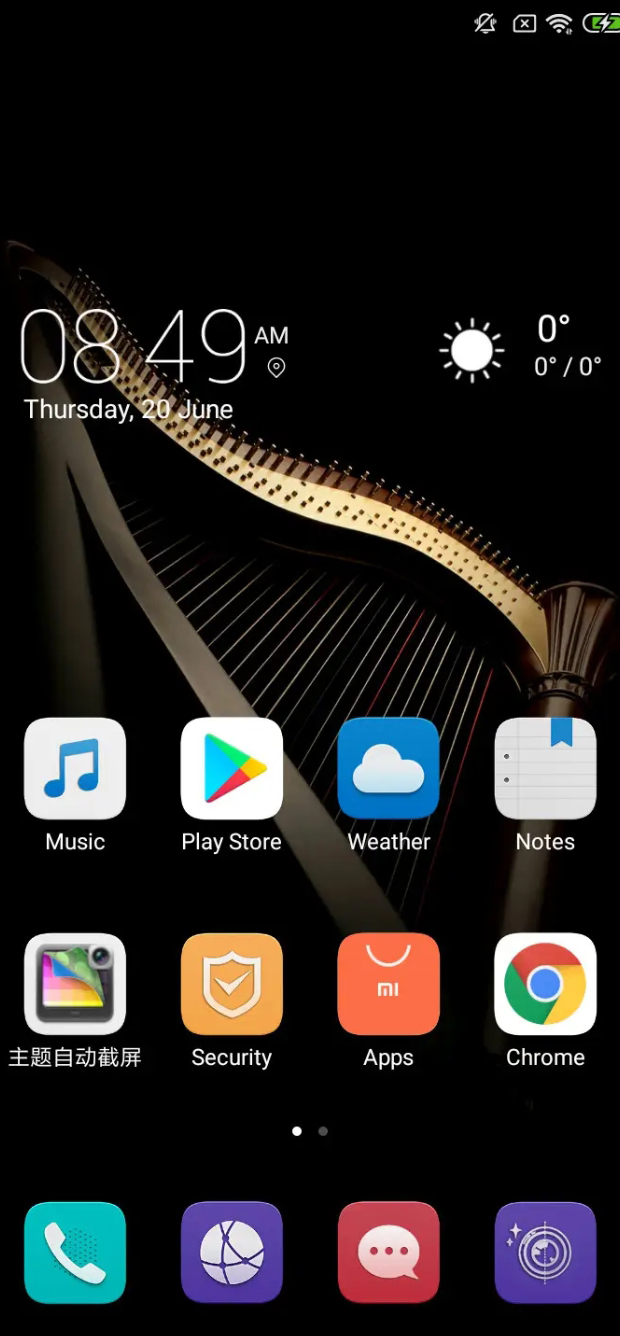 08 49 AM
Thursday, 20 June
0°
0° / 0°
Music
Play Store
Weather
Notes
mi
主题自动截屏
Security
Apps
Chrome